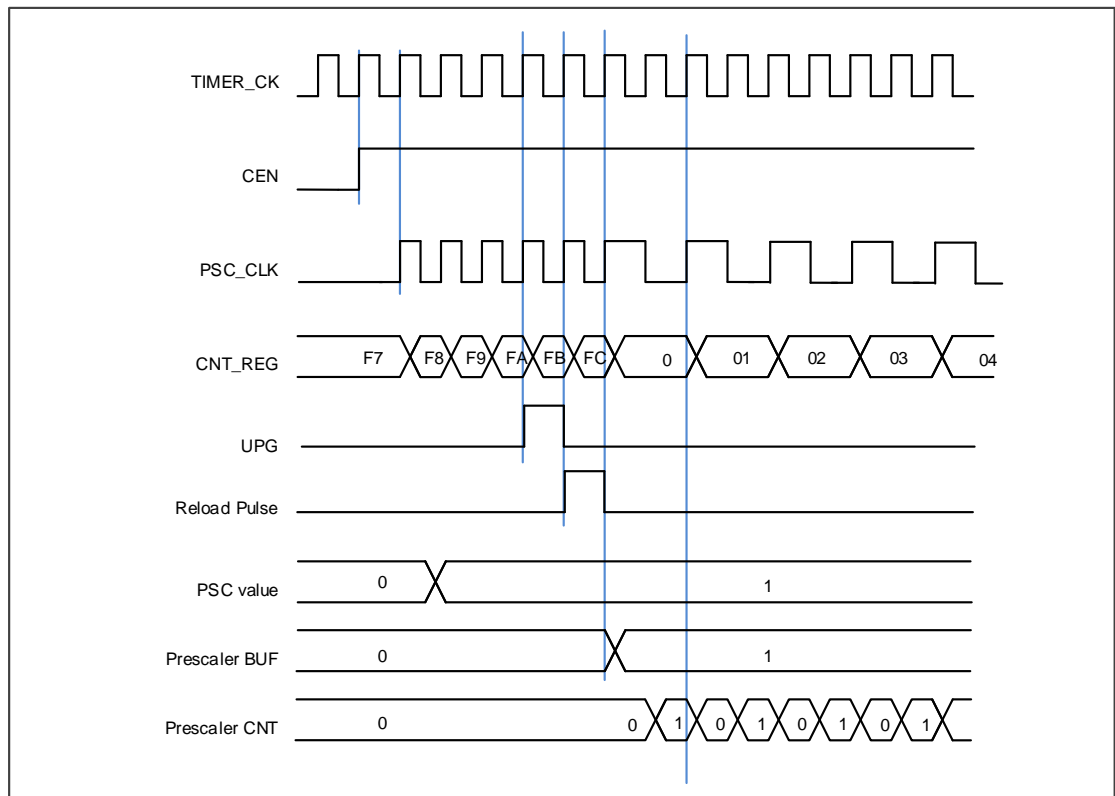 TIMER_CK
CEN
PSC_CLK
CNT_REG F7 F8 F9 FA FB FC 0 01 02 03 04
UPG
Reload Pulse
PSC value 0 1
Prescaler BUF 0 1
Prescaler CNT 0 0 1 0 1 0 1 0 1